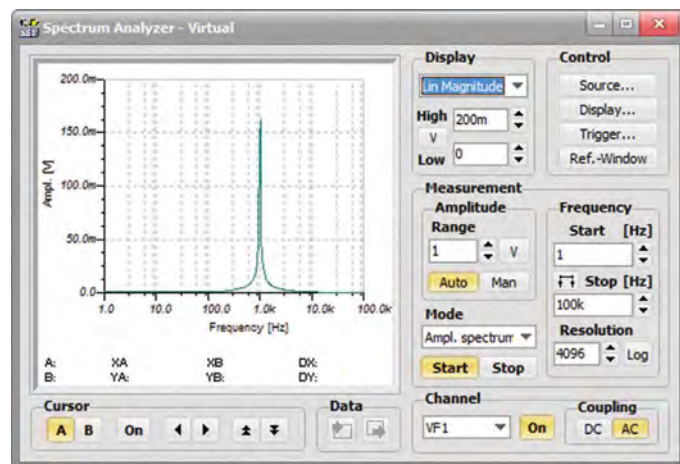 Spectrum Analyzer - Virtual
200.0m
150.0m
100.0m
50.0m
0.0
Ampl. [V]
1.0 10.0 100.0 1.0k 10.0k 100.0k
Frequency [Hz]
A: XA XB DX:
B: YA: YB: DY:
Display
Lin Magnitude
High 200m
V
Low 0
Control
Source...
Display...
Trigger...
Ref.-Window
Measurement
Amplitude
Range
1 V
Auto Man
Mode
Ampl. spectrur
Start Stop
Frequency
Start [Hz]
1
Stop [Hz]
100k
Resolution
4096 Log
Cursor
A B On
Data
Channel
VF1 On
Coupling
DC AC